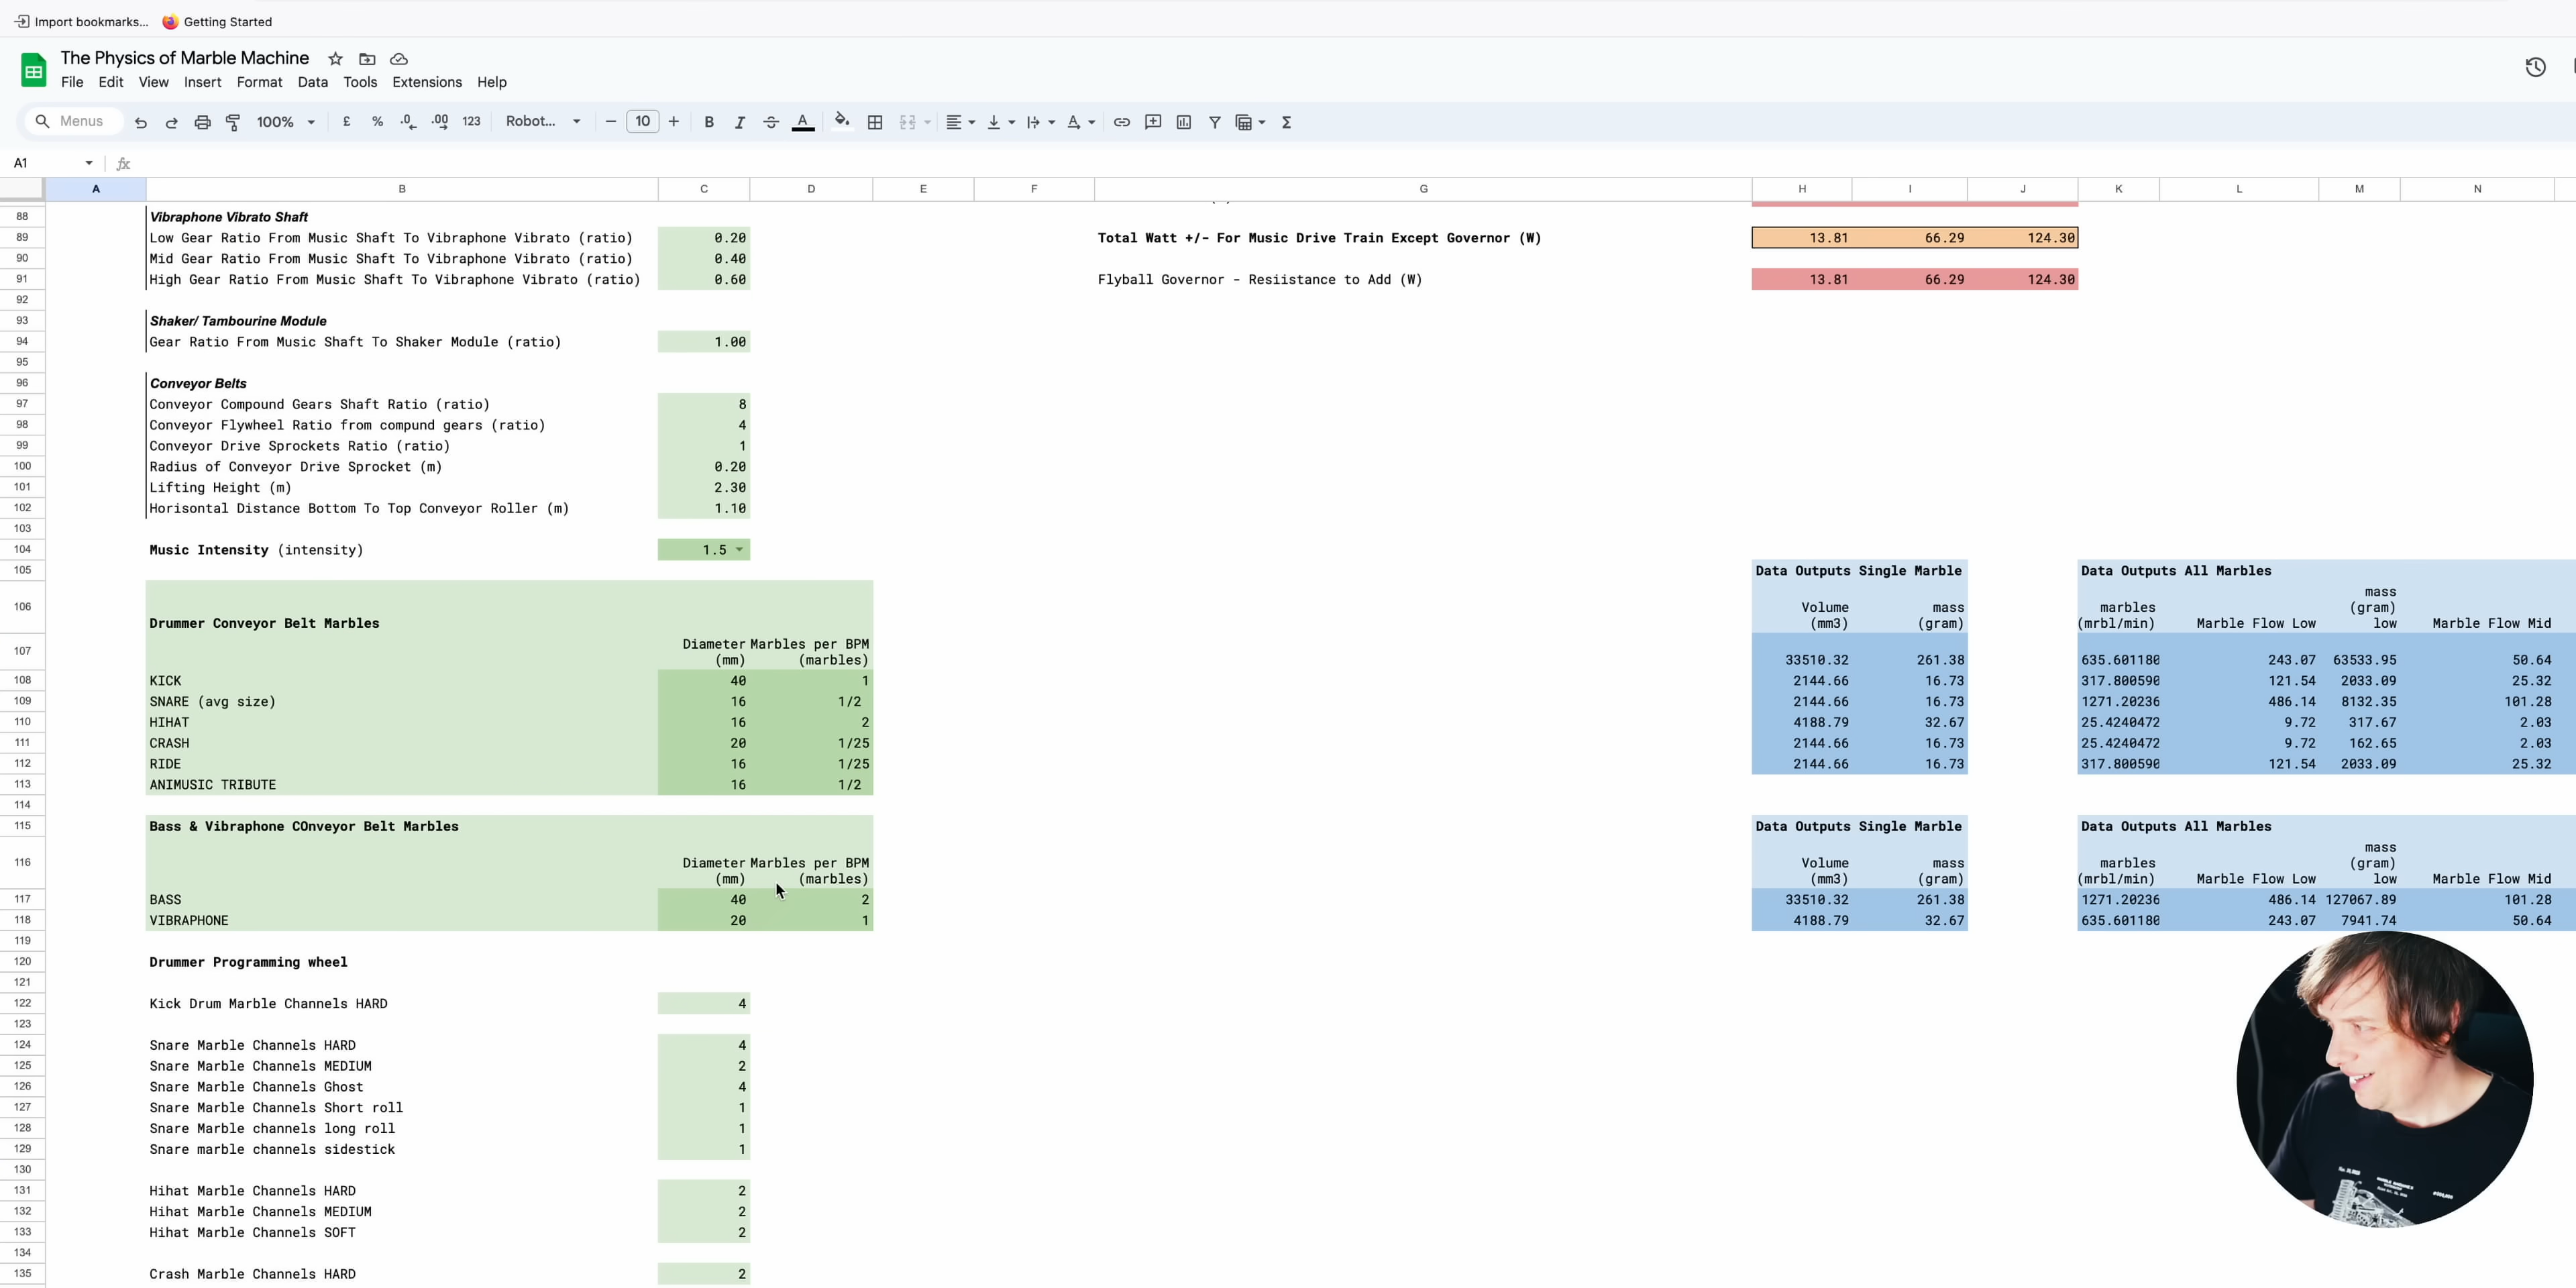 Import bookmarks... Getting Started
The Physics of Marble Machine
File Edit View Insert Format Data Tools Extensions Help
Menus 100% £ % .0 .00 123 Robot... 10 B I A A
A1 fx
A B C D E F G H I J K L M N
88 Vibraphone Vibrato Shaft
89 Low Gear Ratio From Music Shaft To Vibraphone Vibrato (ratio) 0.20 Total Watt +/- For Music Drive Train Except Governor (W) 13.81 66.29 124.30
90 Mid Gear Ratio From Music Shaft To Vibraphone Vibrato (ratio) 0.40
91 High Gear Ratio From Music Shaft To Vibraphone Vibrato (ratio) 0.60 Flyball Governor - Resiistance to Add (W) 13.81 66.29 124.30
92
93 Shaker/ Tambourine Module
94 Gear Ratio From Music Shaft To Shaker Module (ratio) 1.00
95
96 Conveyor Belts
97 Conveyor Compound Gears Shaft Ratio (ratio) 8
98 Conveyor Flywheel Ratio from compund gears (ratio) 4
99 Conveyor Drive Sprockets Ratio (ratio) 1
100 Radius of Conveyor Drive Sprocket (m) 0.20
101 Lifting Height (m) 2.30
102 Horisontal Distance Bottom To Top Conveyor Roller (m) 1.10
103
104 Music Intensity (intensity) 1.5
105 Data Outputs Single Marble Data Outputs All Marbles
106 Drummer Conveyor Belt Marbles Volume (mm3) mass (gram) marbles (mrbl/min) Marble Flow Low mass (gram) low Marble Flow Mid
107 Diameter (mm) Marbles per BPM (marbles) 33510.32 261.38 635.601180 243.07 63533.95 50.64
108 KICK 40 1 2144.66 16.73 317.800590 121.54 2033.09 25.32
109 SNARE (avg size) 16 1/2 2144.66 16.73 1271.20236 486.14 8132.35 101.28
110 HIHAT 16 2 4188.79 32.67 25.4240472 9.72 317.67 2.03
111 CRASH 20 1/25 2144.66 16.73 25.4240472 9.72 162.65 2.03
112 RIDE 16 1/25 2144.66 16.73 317.800590 121.54 2033.09 25.32
113 ANIMUSIC TRIBUTE 16 1/2
114
115 Bass & Vibraphone COnveyor Belt Marbles Data Outputs Single Marble Data Outputs All Marbles
116 Diameter (mm) Marbles per BPM (marbles) Volume (mm3) mass (gram) marbles (mrbl/min) Marble Flow Low mass (gram) low Marble Flow Mid
117 BASS 40 2 33510.32 261.38 1271.20236 486.14 127067.89 101.28
118 VIBRAPHONE 20 1 4188.79 32.67 635.601180 243.07 7941.74 50.64
119
120 Drummer Programming wheel
121
122 Kick Drum Marble Channels HARD 4
123
124 Snare Marble Channels HARD 4
125 Snare Marble Channels MEDIUM 2
126 Snare Marble Channels Ghost 4
127 Snare Marble Channels Short roll 1
128 Snare Marble channels long roll 1
129 Snare marble channels sidestick 1
130
131 Hihat Marble Channels HARD 2
132 Hihat Marble Channels MEDIUM 2
133 Hihat Marble Channels SOFT 2
134
135 Crash Marble Channels HARD 2